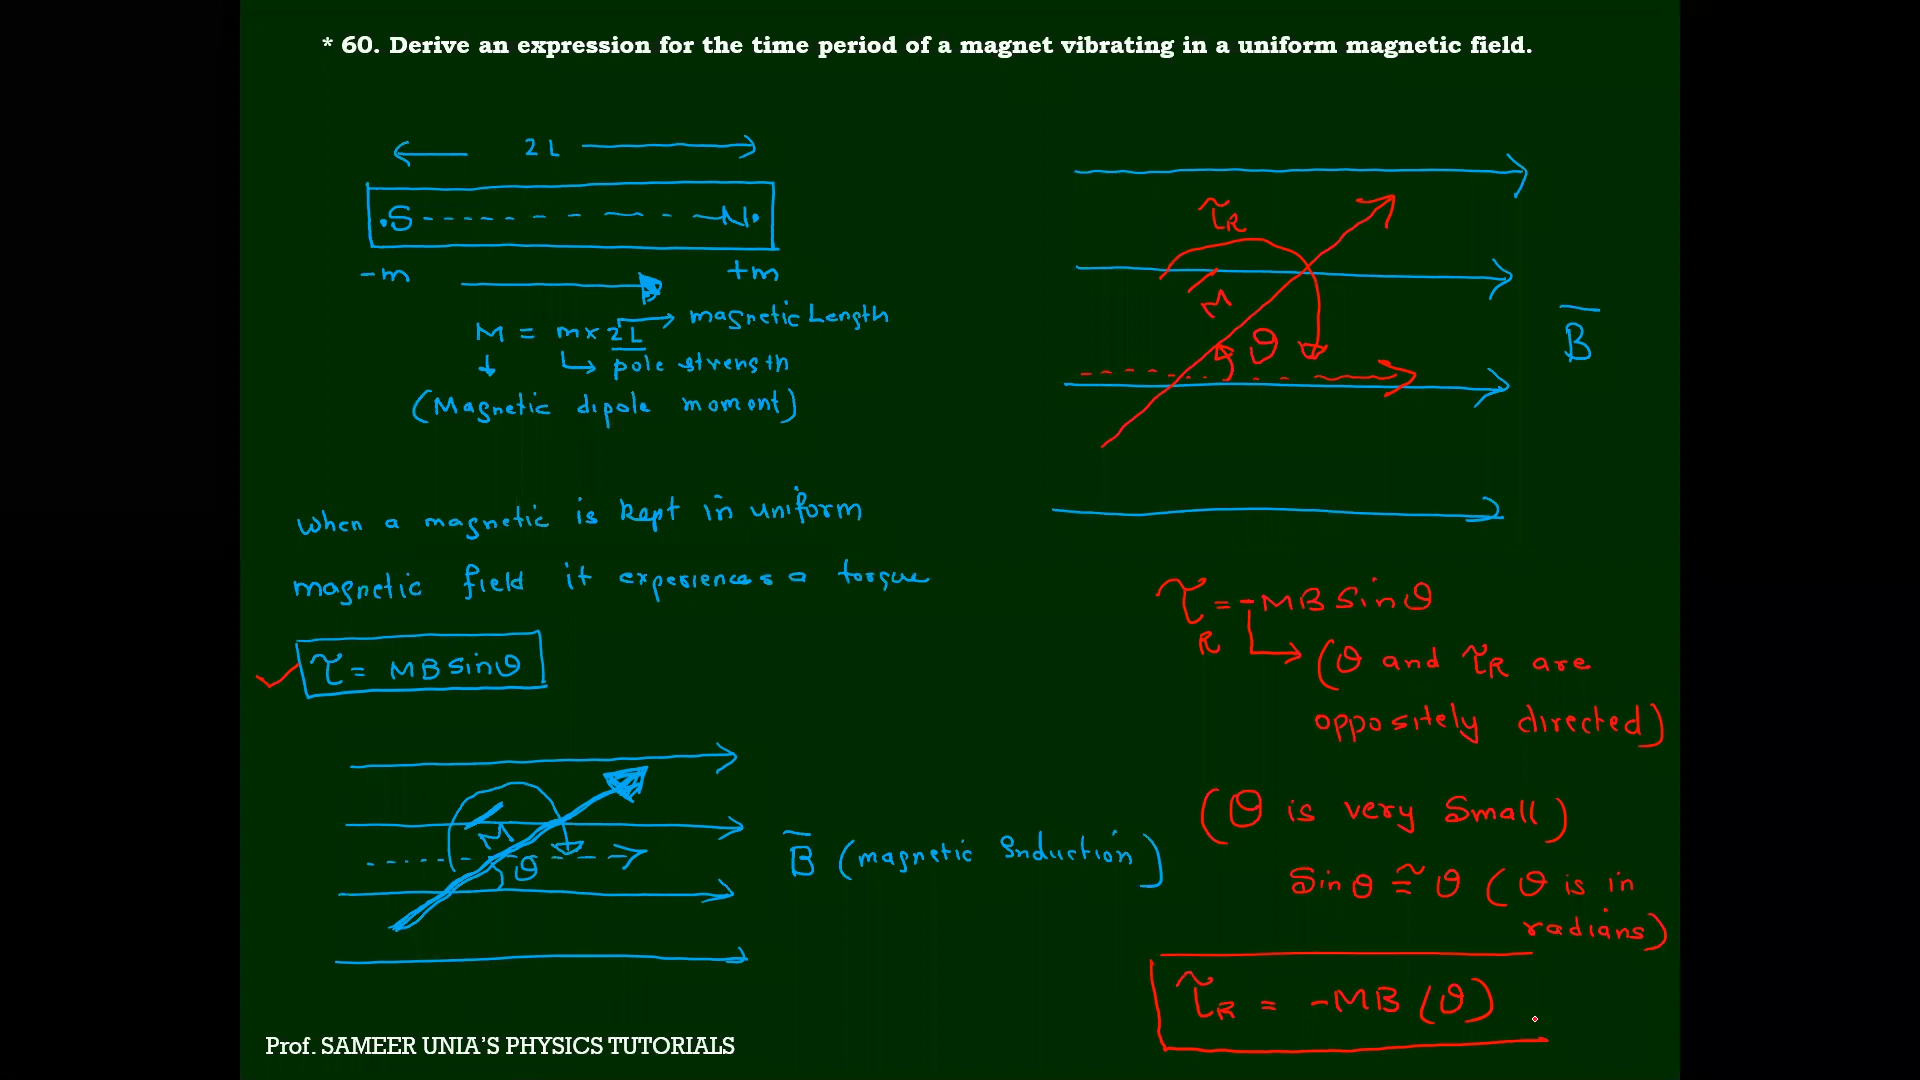 * 60. Derive an expression for the time period of a magnet vibrating in a uniform magnetic field.
2L
.S N.
-m +m
M = m x 2L → magnetic Length
↓ ↳ pole strength
(Magnetic dipole moment)
When a magnetic is kept in uniform
magnetic field it experiences a torque
τ = MB sinθ
M
θ
B̄ (magnetic Induction)
τR
M
θ
B̄
τR = -MB Sinθ
(θ and τR are
oppositely directed)
(θ is very Small)
Sin θ ≅ θ (θ is in
radians)
τR = -MB (θ)
Prof. SAMEER UNIA'S PHYSICS TUTORIALS